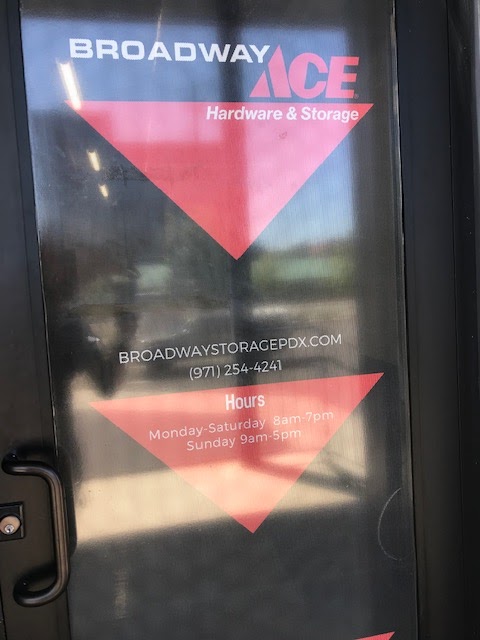 BROADWAY ACE
Hardware & Storage
BROADWAYSTORAGEPDX.COM
(971) 254-4241
Hours
Monday-Saturday 8am-7pm
Sunday 9am-5pm